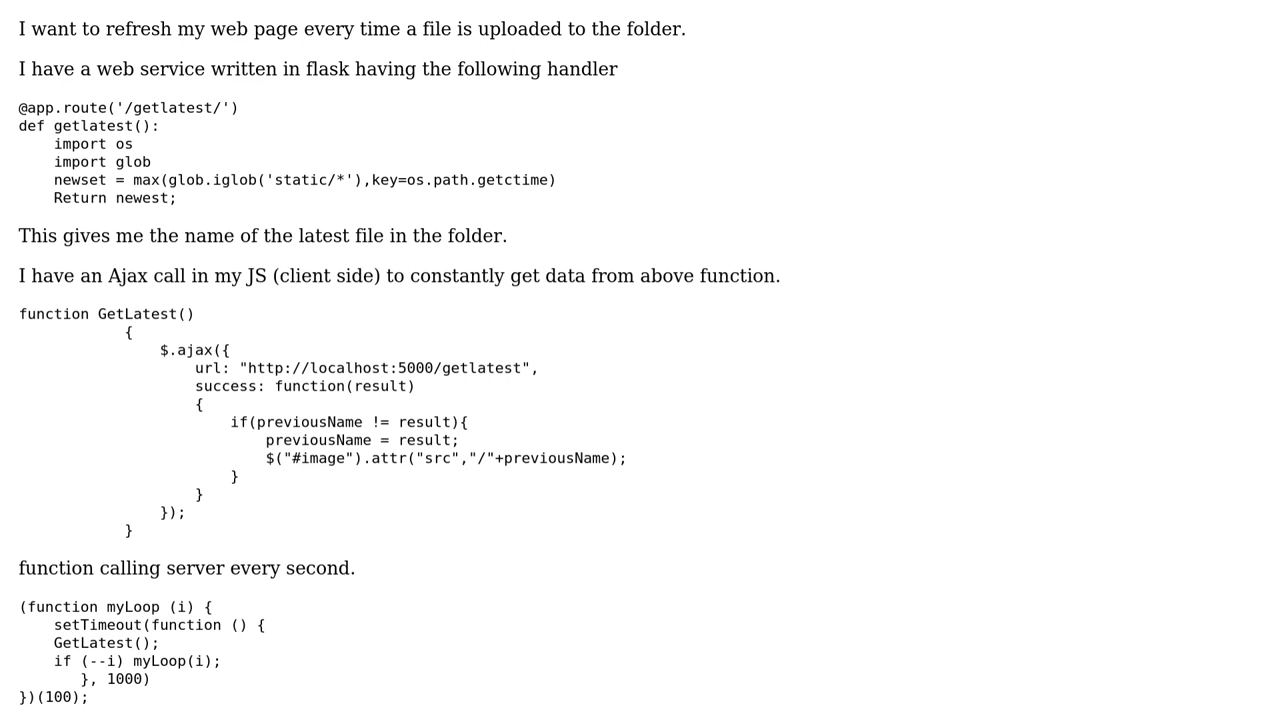 I want to refresh my web page every time a file is uploaded to the folder.
I have a web service written in flask having the following handler
@app.route('/getlatest/')
def getlatest():
    import os
    import glob
    newset = max(glob.iglob('static/*'),key=os.path.getctime)
    Return newest;
This gives me the name of the latest file in the folder.
I have an Ajax call in my JS (client side) to constantly get data from above function.
function GetLatest()
            {
                $.ajax({
                    url: "http://localhost:5000/getlatest",
                    success: function(result)
                    {
                        if(previousName != result){
                            previousName = result;
                            $("#image").attr("src","/"+previousName);
                        }
                    }
                });
            }
function calling server every second.
(function myLoop (i) {
    setTimeout(function () {
    GetLatest();
    if (--i) myLoop(i);
       }, 1000)
})(100);